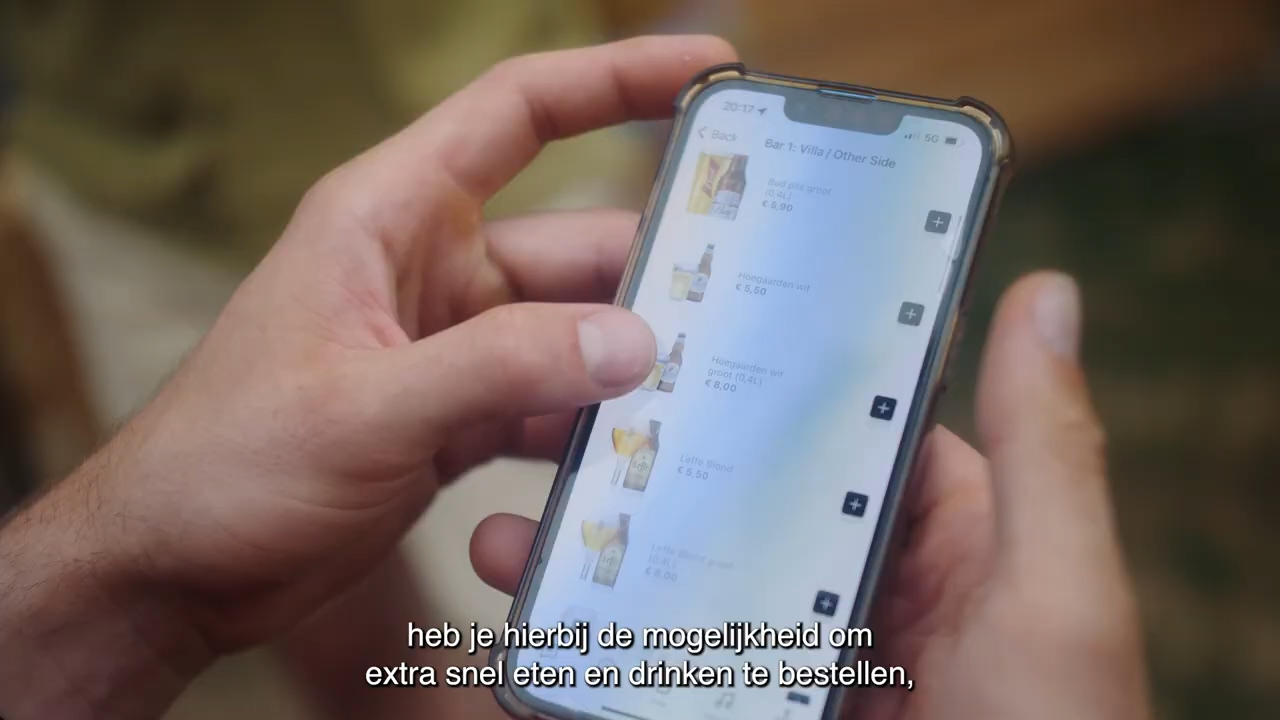 20:17
5G
Back
Bar 1: Villa / Other Side
Bud pils groot
(0,4L)
€ 5,90
Hoegaarden wit
€ 5,50
Hoegaarden wit
groot (0,4L)
€ 8,00
Leffe Blond
€ 5,50
Leffe Blond groot
(0,4L)
€ 8,00
heb je hierbij de mogelijkheid om
extra snel eten en drinken te bestellen,